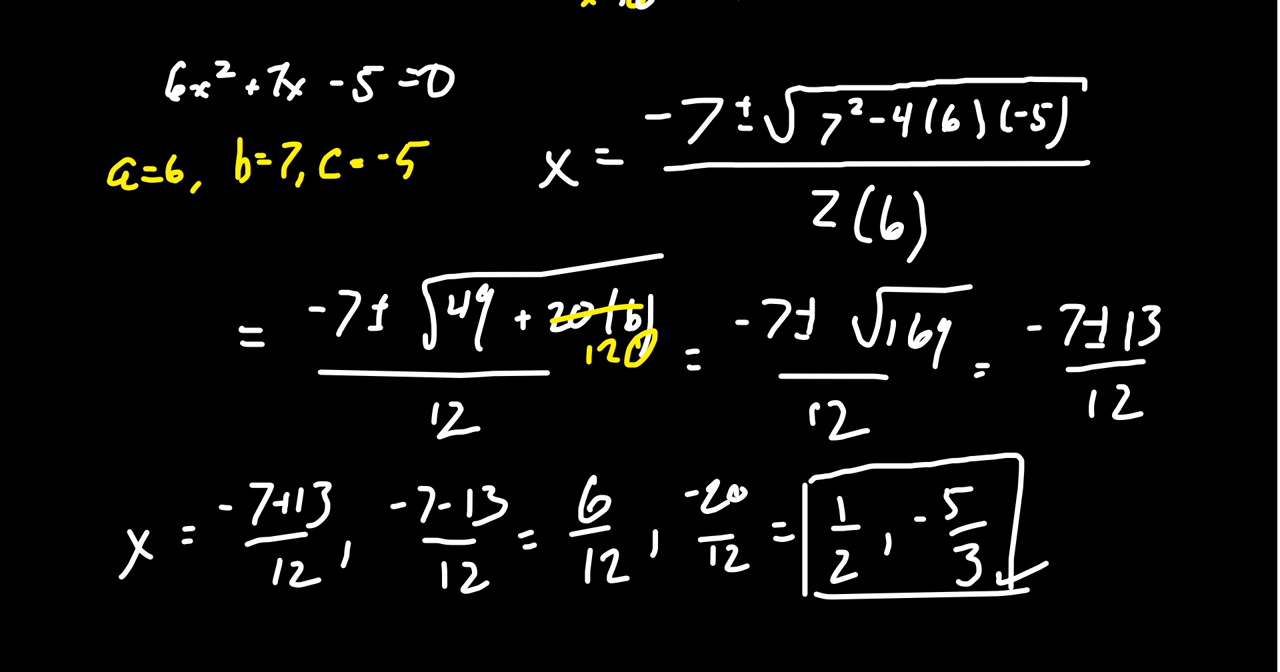 6x² + 7x - 5 = 0
a=6, b=7, c=-5
x = (-7 ± √(7² - 4(6)(-5))) / 2(6)
= (-7 ± √(49 + 20(6) 120)) / 12 = (-7 ± √169) / 12 = (-7 ± 13) / 12
x = (-7+13)/12, (-7-13)/12 = 6/12, -20/12 = 1/2, -5/3